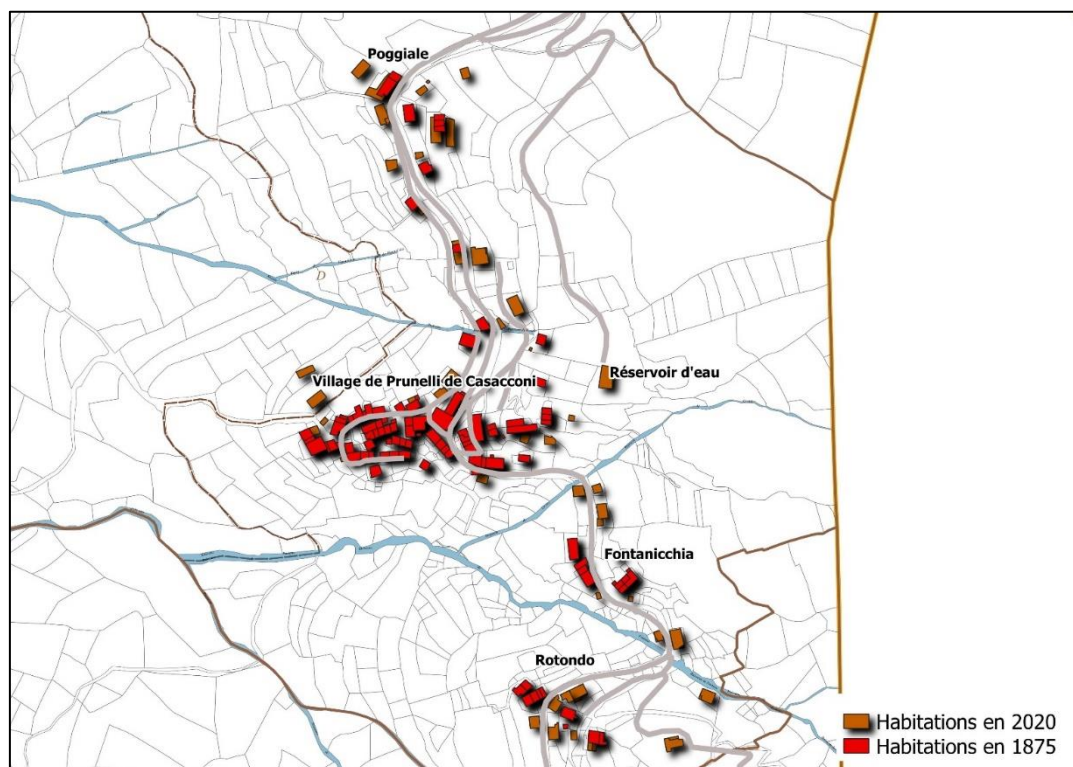 Poggiale
D
Village de Prunelli de Casacconi
Réservoir d'eau
Fontanicchia
Rotondo
Habitations en 2020
Habitations en 1875